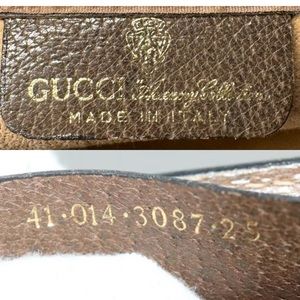 GUCCI "Accessory Collection"
MADE IN ITALY
41·014·3087·25